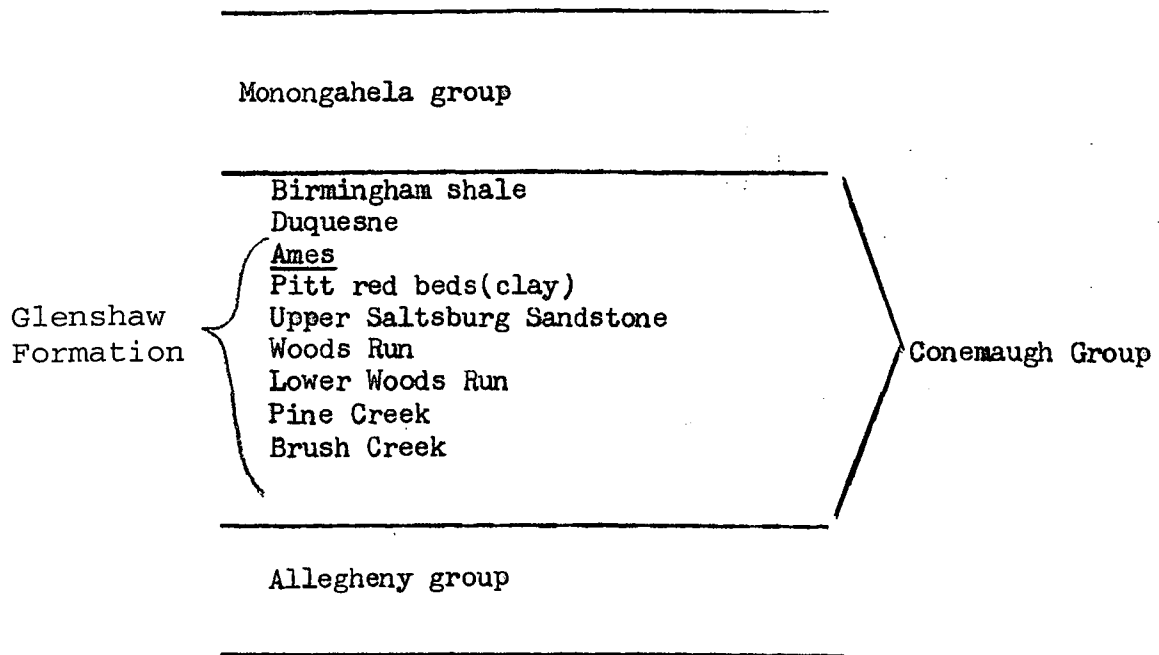 Monongahela group
Birmingham shale
Duquesne
Ames
Pitt red beds(clay)
Upper Saltsburg Sandstone
Woods Run
Lower Woods Run
Pine Creek
Brush Creek
Glenshaw
Formation
Conemaugh Group
Allegheny group